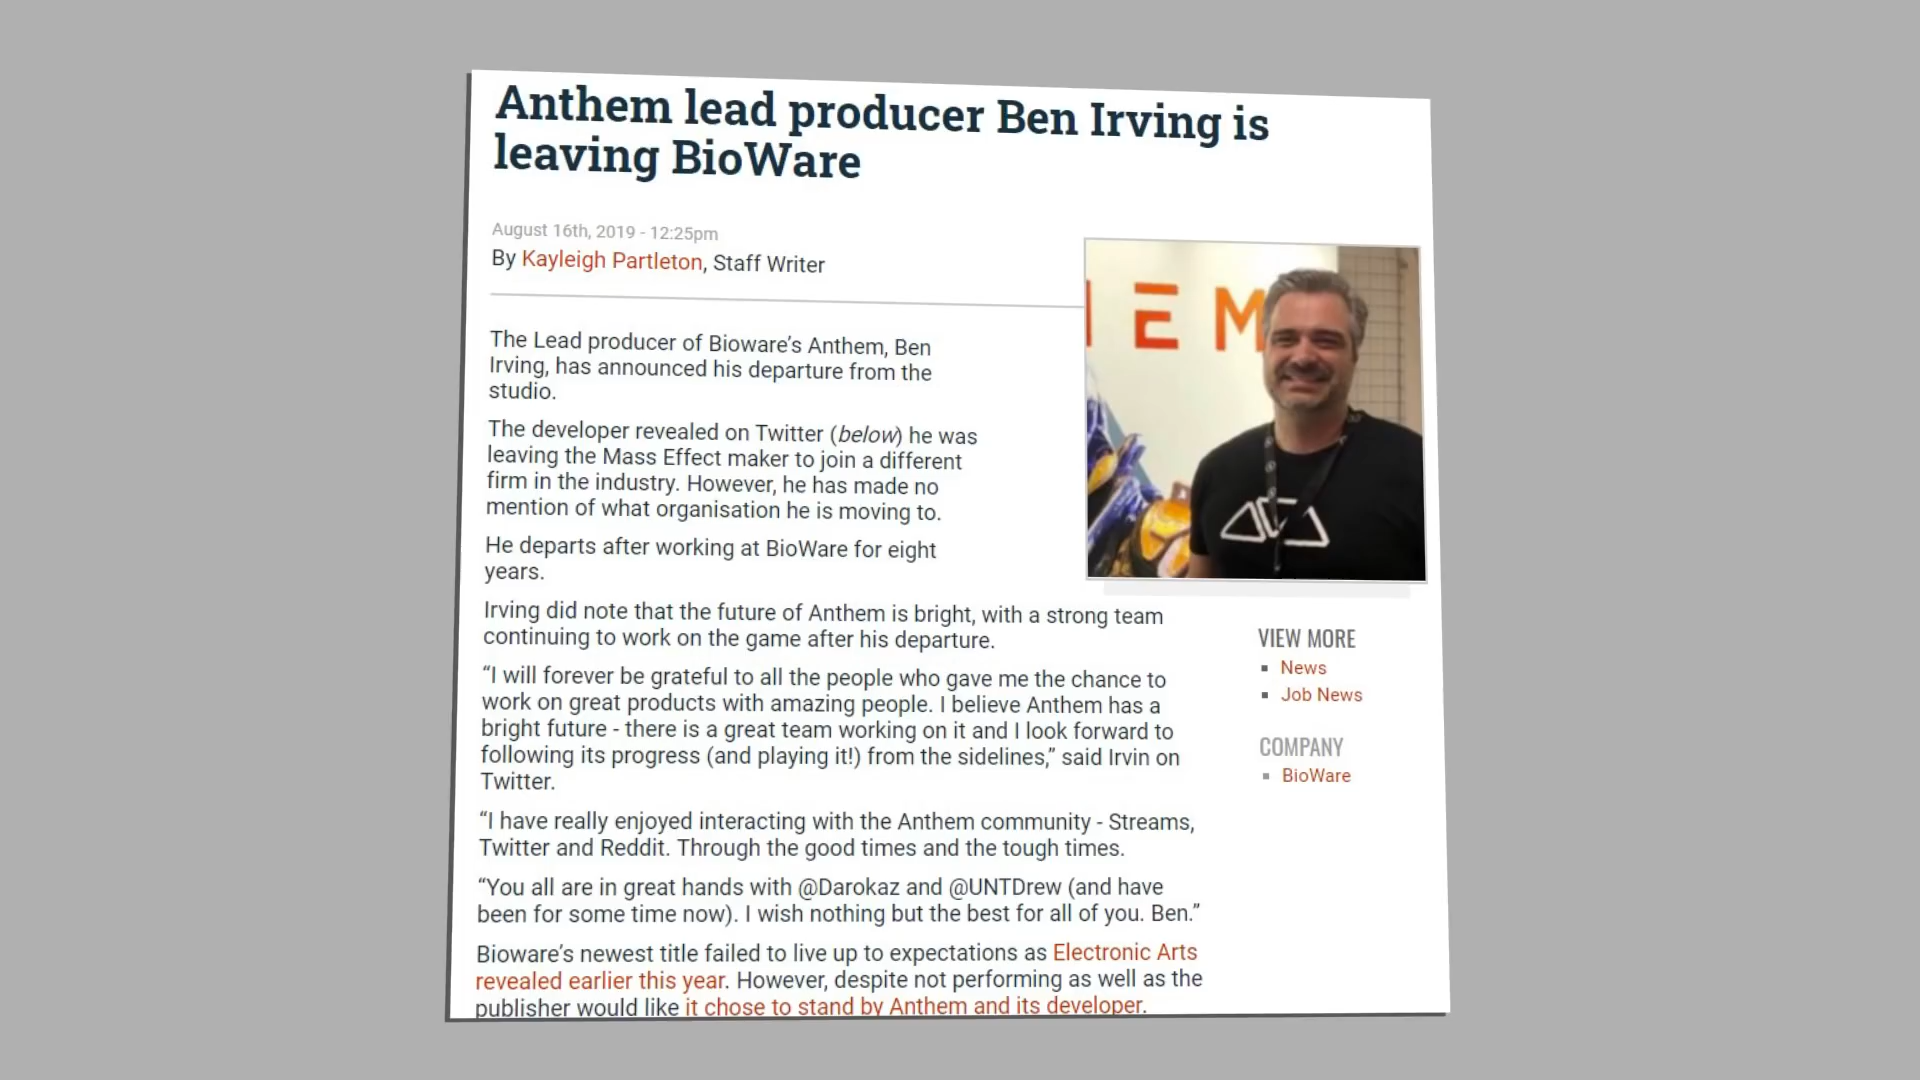 Anthem lead producer Ben Irving is
leaving BioWare
August 16th, 2019 - 12:25pm
By Kayleigh Partleton, Staff Writer
EM
The Lead producer of Bioware’s Anthem, Ben
Irving, has announced his departure from the
studio.
The developer revealed on Twitter (below) he was
leaving the Mass Effect maker to join a different
firm in the industry. However, he has made no
mention of what organisation he is moving to.
He departs after working at BioWare for eight
years.
Irving did note that the future of Anthem is bright, with a strong team
continuing to work on the game after his departure.
“I will forever be grateful to all the people who gave me the chance to
work on great products with amazing people. I believe Anthem has a
bright future - there is a great team working on it and I look forward to
following its progress (and playing it!) from the sidelines,” said Irvin on
Twitter.
“I have really enjoyed interacting with the Anthem community - Streams,
Twitter and Reddit. Through the good times and the tough times.
“You all are in great hands with @Darokaz and @UNTDrew (and have
been for some time now). I wish nothing but the best for all of you. Ben.”
Bioware’s newest title failed to live up to expectations as Electronic Arts
revealed earlier this year. However, despite not performing as well as the
publisher would like it chose to stand by Anthem and its developer.
VIEW MORE
News
Job News
COMPANY
BioWare